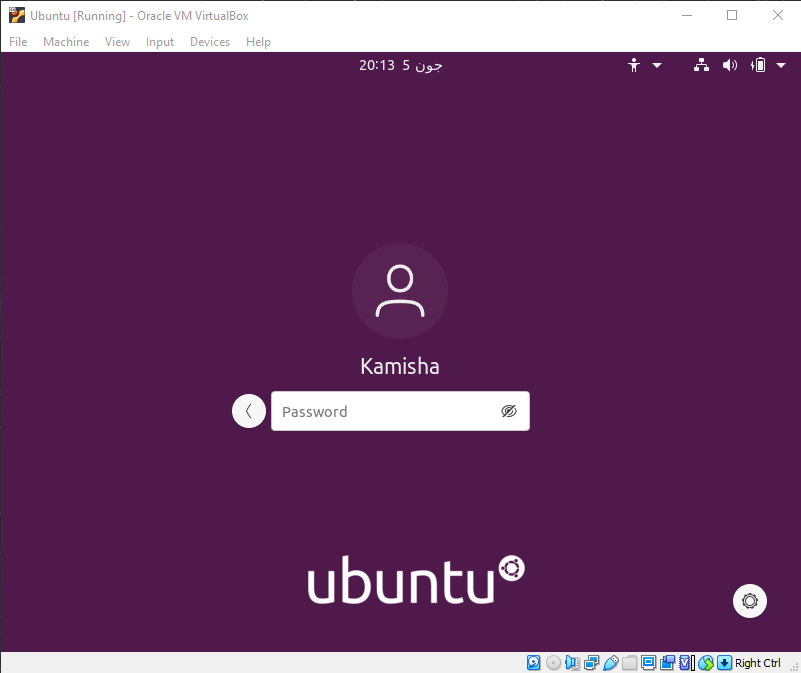 Ubuntu [Running] - Oracle VM VirtualBox
File Machine View Input Devices Help
20:13 5 جون
Kamisha
Password
ubuntu
Right Ctrl